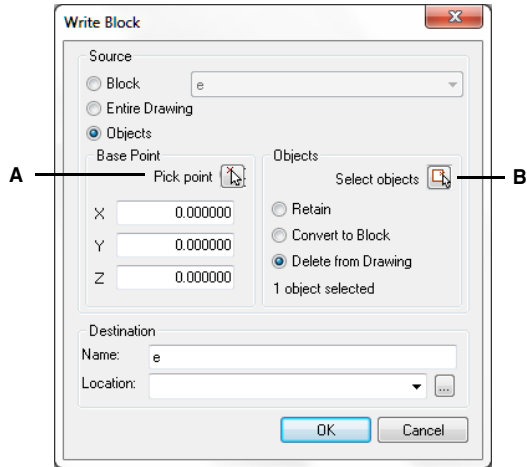 Write Block
Source
Block
e
Entire Drawing
Objects
Base Point
Pick point
X 0.000000
Y 0.000000
Z 0.000000
Objects
Select objects
Retain
Convert to Block
Delete from Drawing
1 object selected
A
B
Destination
Name: e
Location:
...
OK Cancel